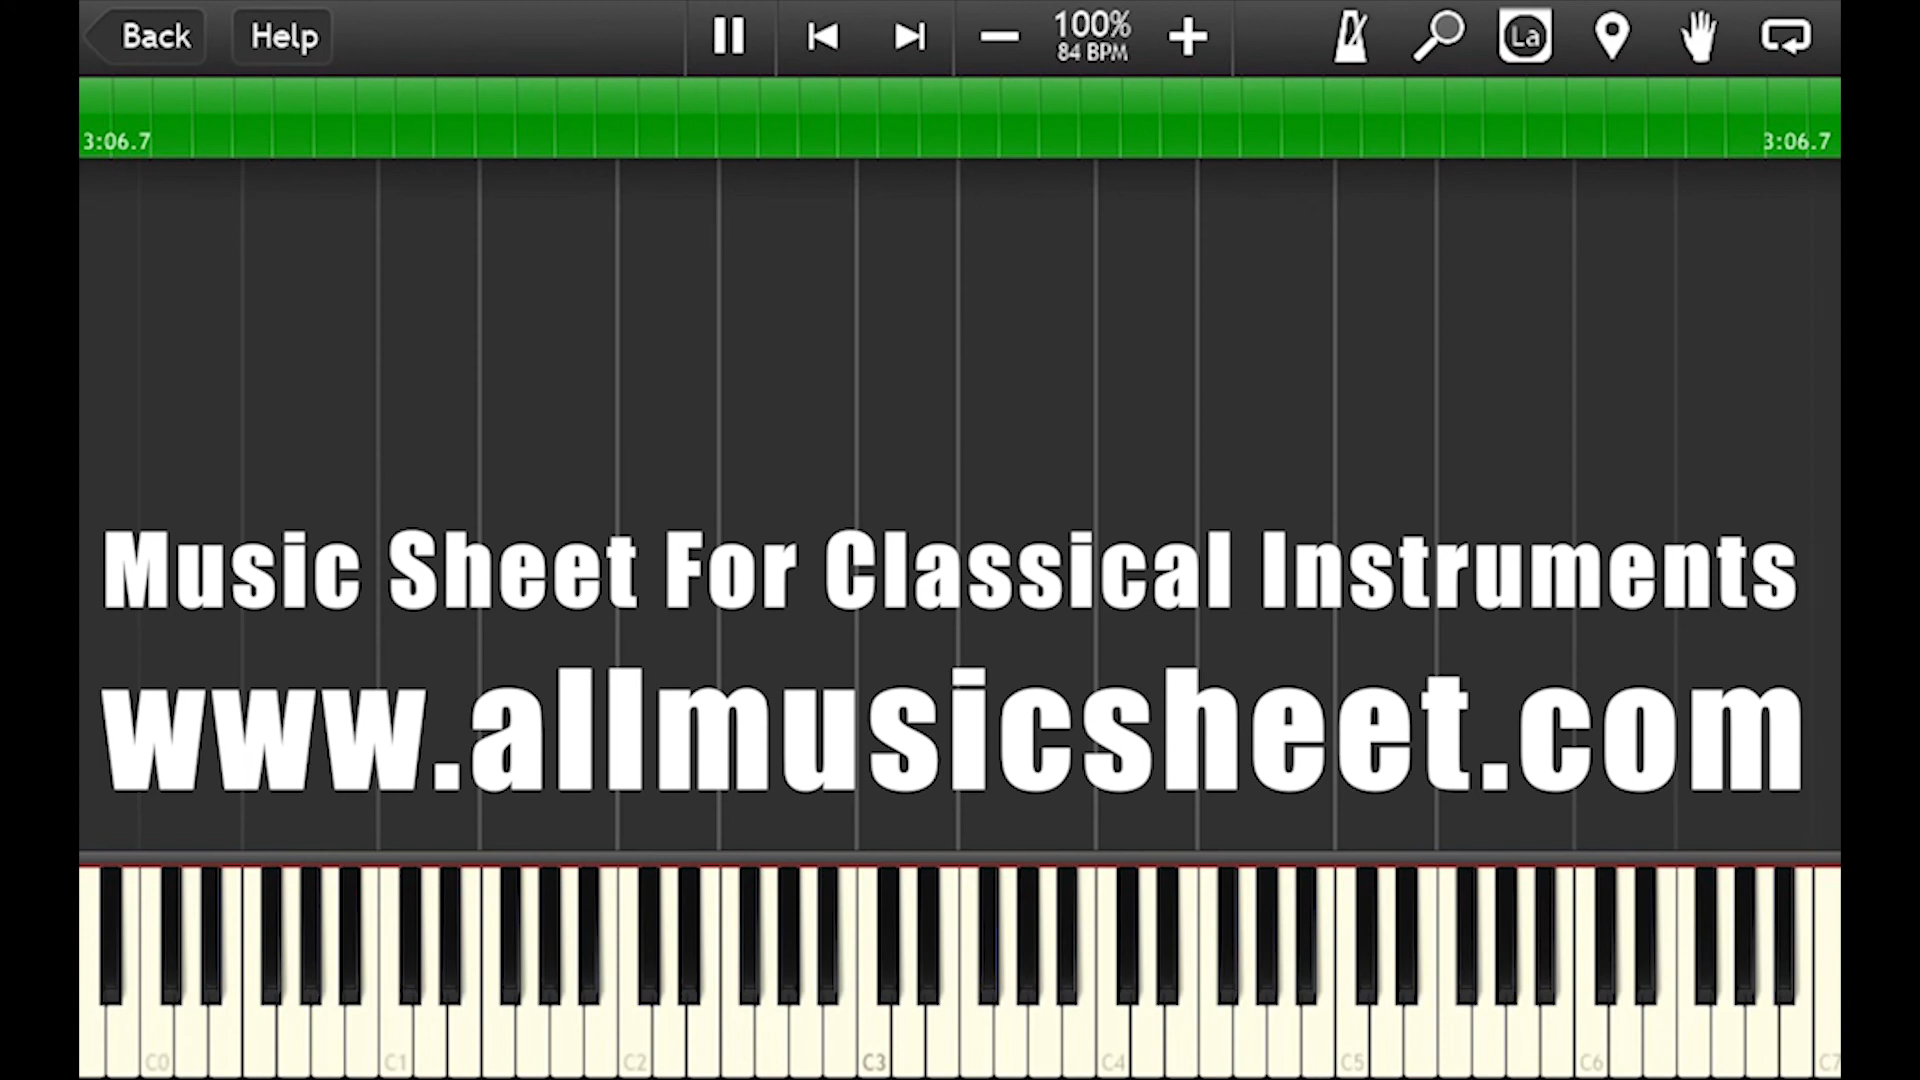 Back Help 100% La
84 BPM
3:06.7 3:06.7
Music Sheet For Classical Instruments
www.allmusicsheet.com
C0 C1 C2 C3 C4 C5 C6 C7